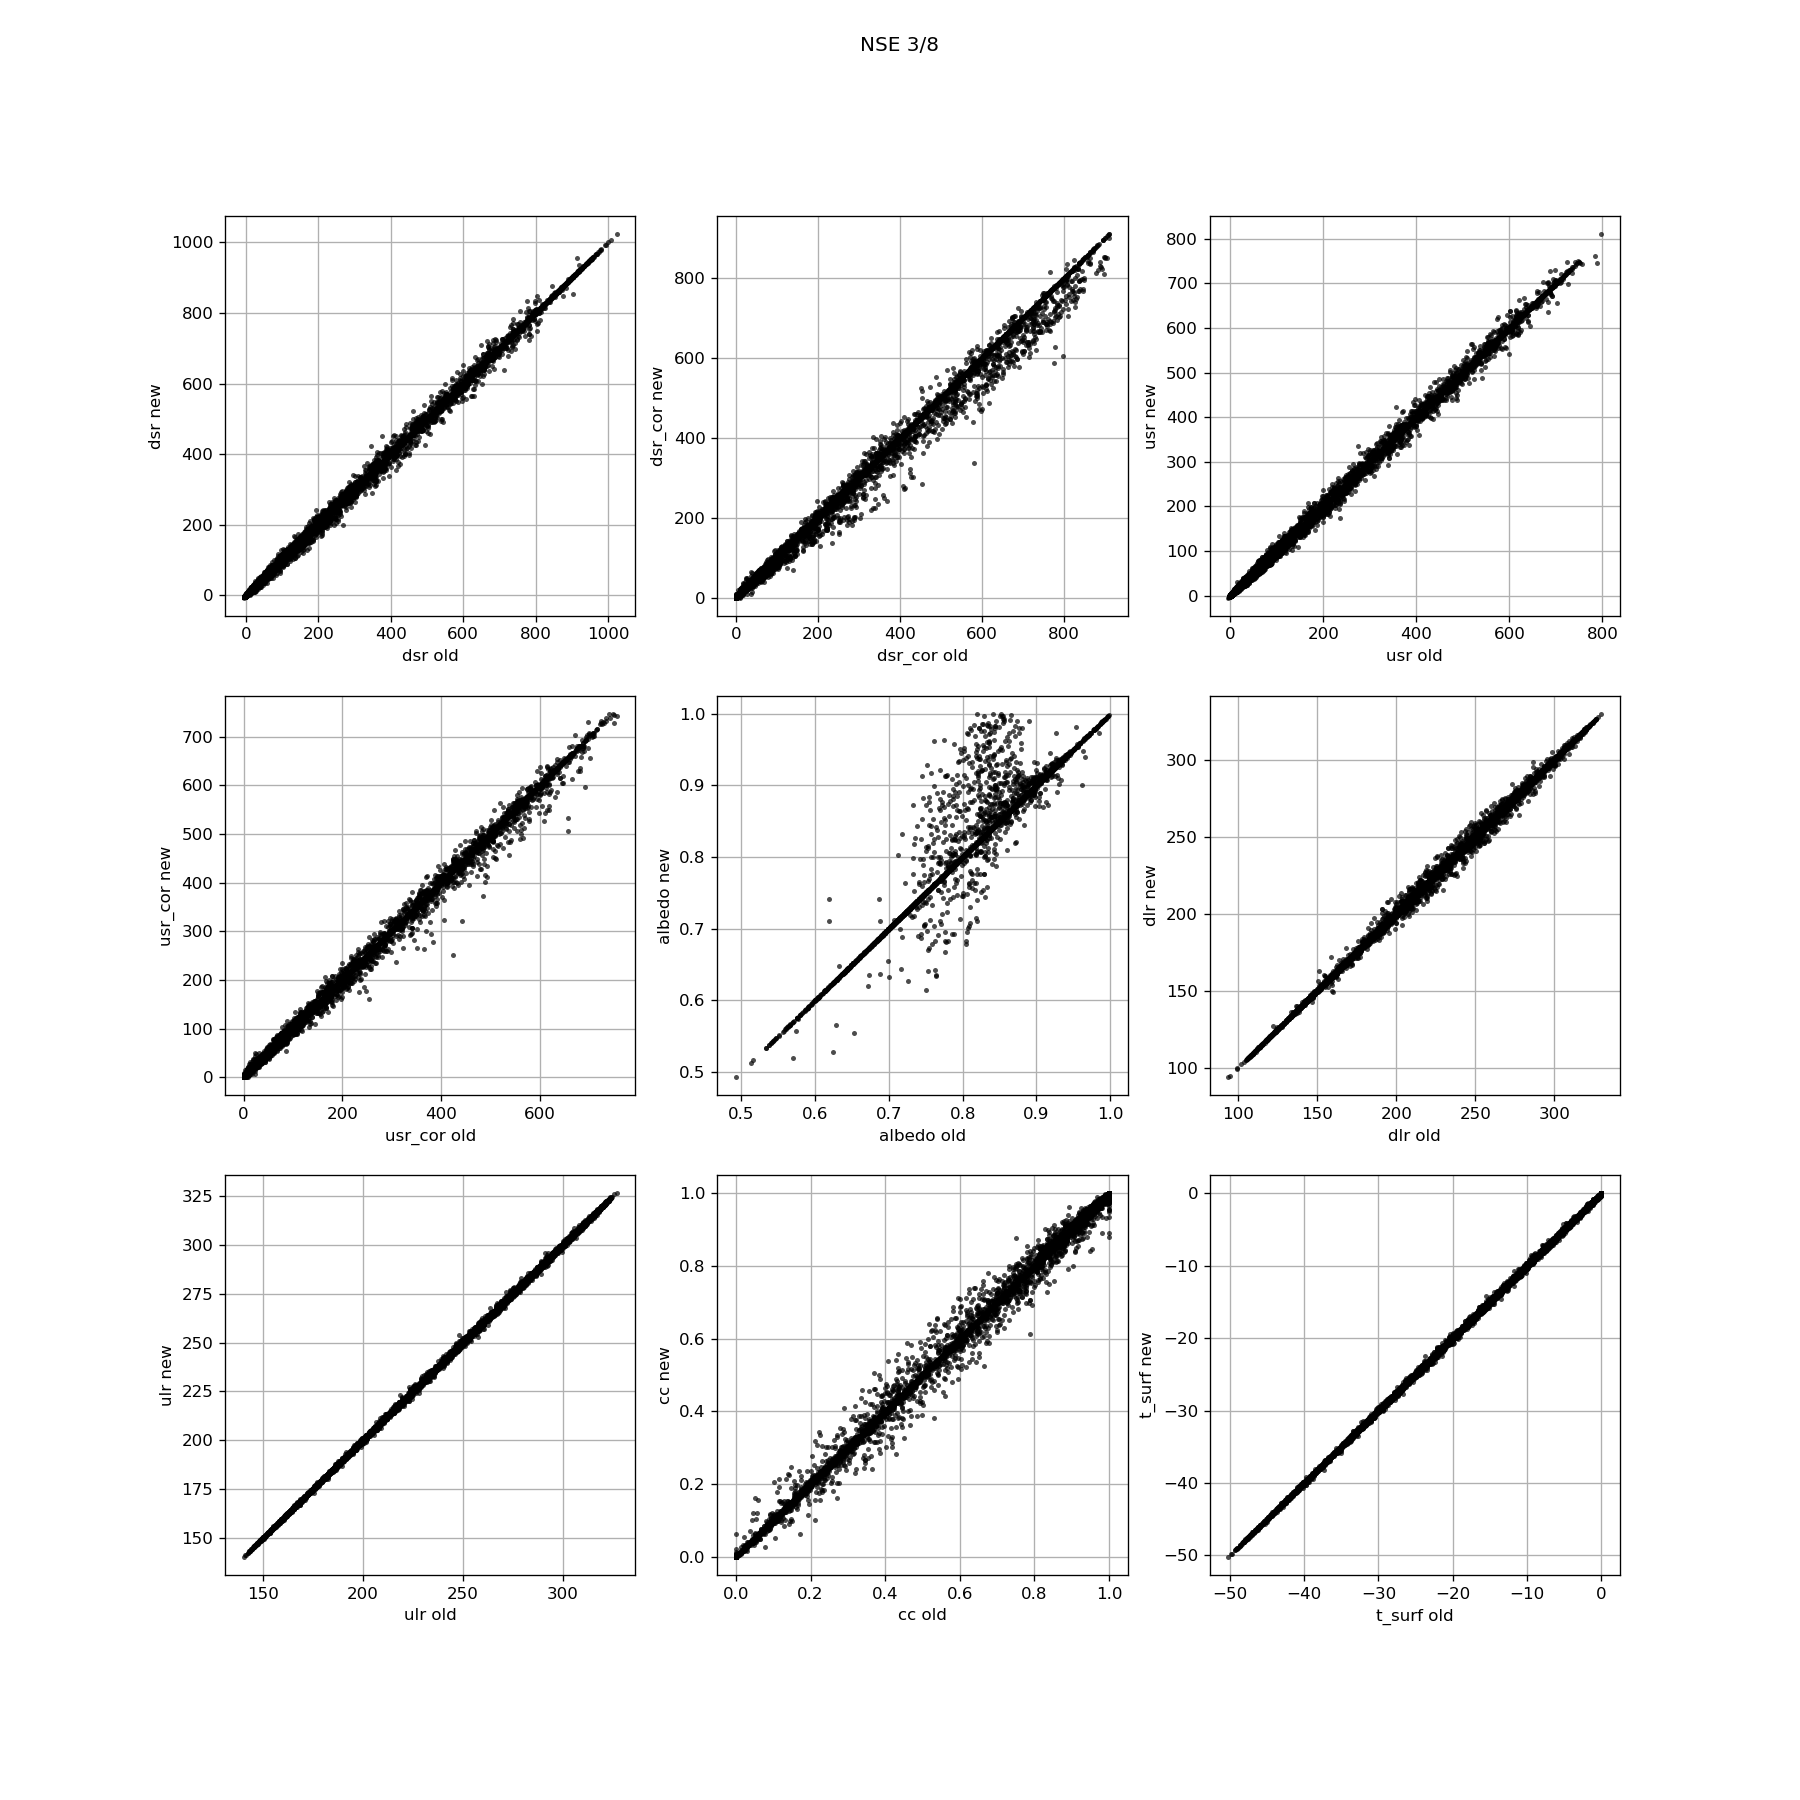 NSE 3/8
1000
800
600
400
200
0
dsr new
0 200 400 600 800 1000
dsr old
800
600
400
200
0
dsr_cor new
0 200 400 600 800
dsr_cor old
800
700
600
500
400
300
200
100
0
usr new
0 200 400 600 800
usr old
700
600
500
400
300
200
100
0
usr_cor new
0 200 400 600
usr_cor old
1.0
0.9
0.8
0.7
0.6
0.5
albedo new
0.5 0.6 0.7 0.8 0.9 1.0
albedo old
300
250
200
150
100
dlr new
100 150 200 250 300
dlr old
325
300
275
250
225
200
175
150
ulr new
150 200 250 300
ulr old
1.0
0.8
0.6
0.4
0.2
0.0
cc new
0.0 0.2 0.4 0.6 0.8 1.0
cc old
0
−10
−20
−30
−40
−50
t_surf new
−50 −40 −30 −20 −10 0
t_surf old